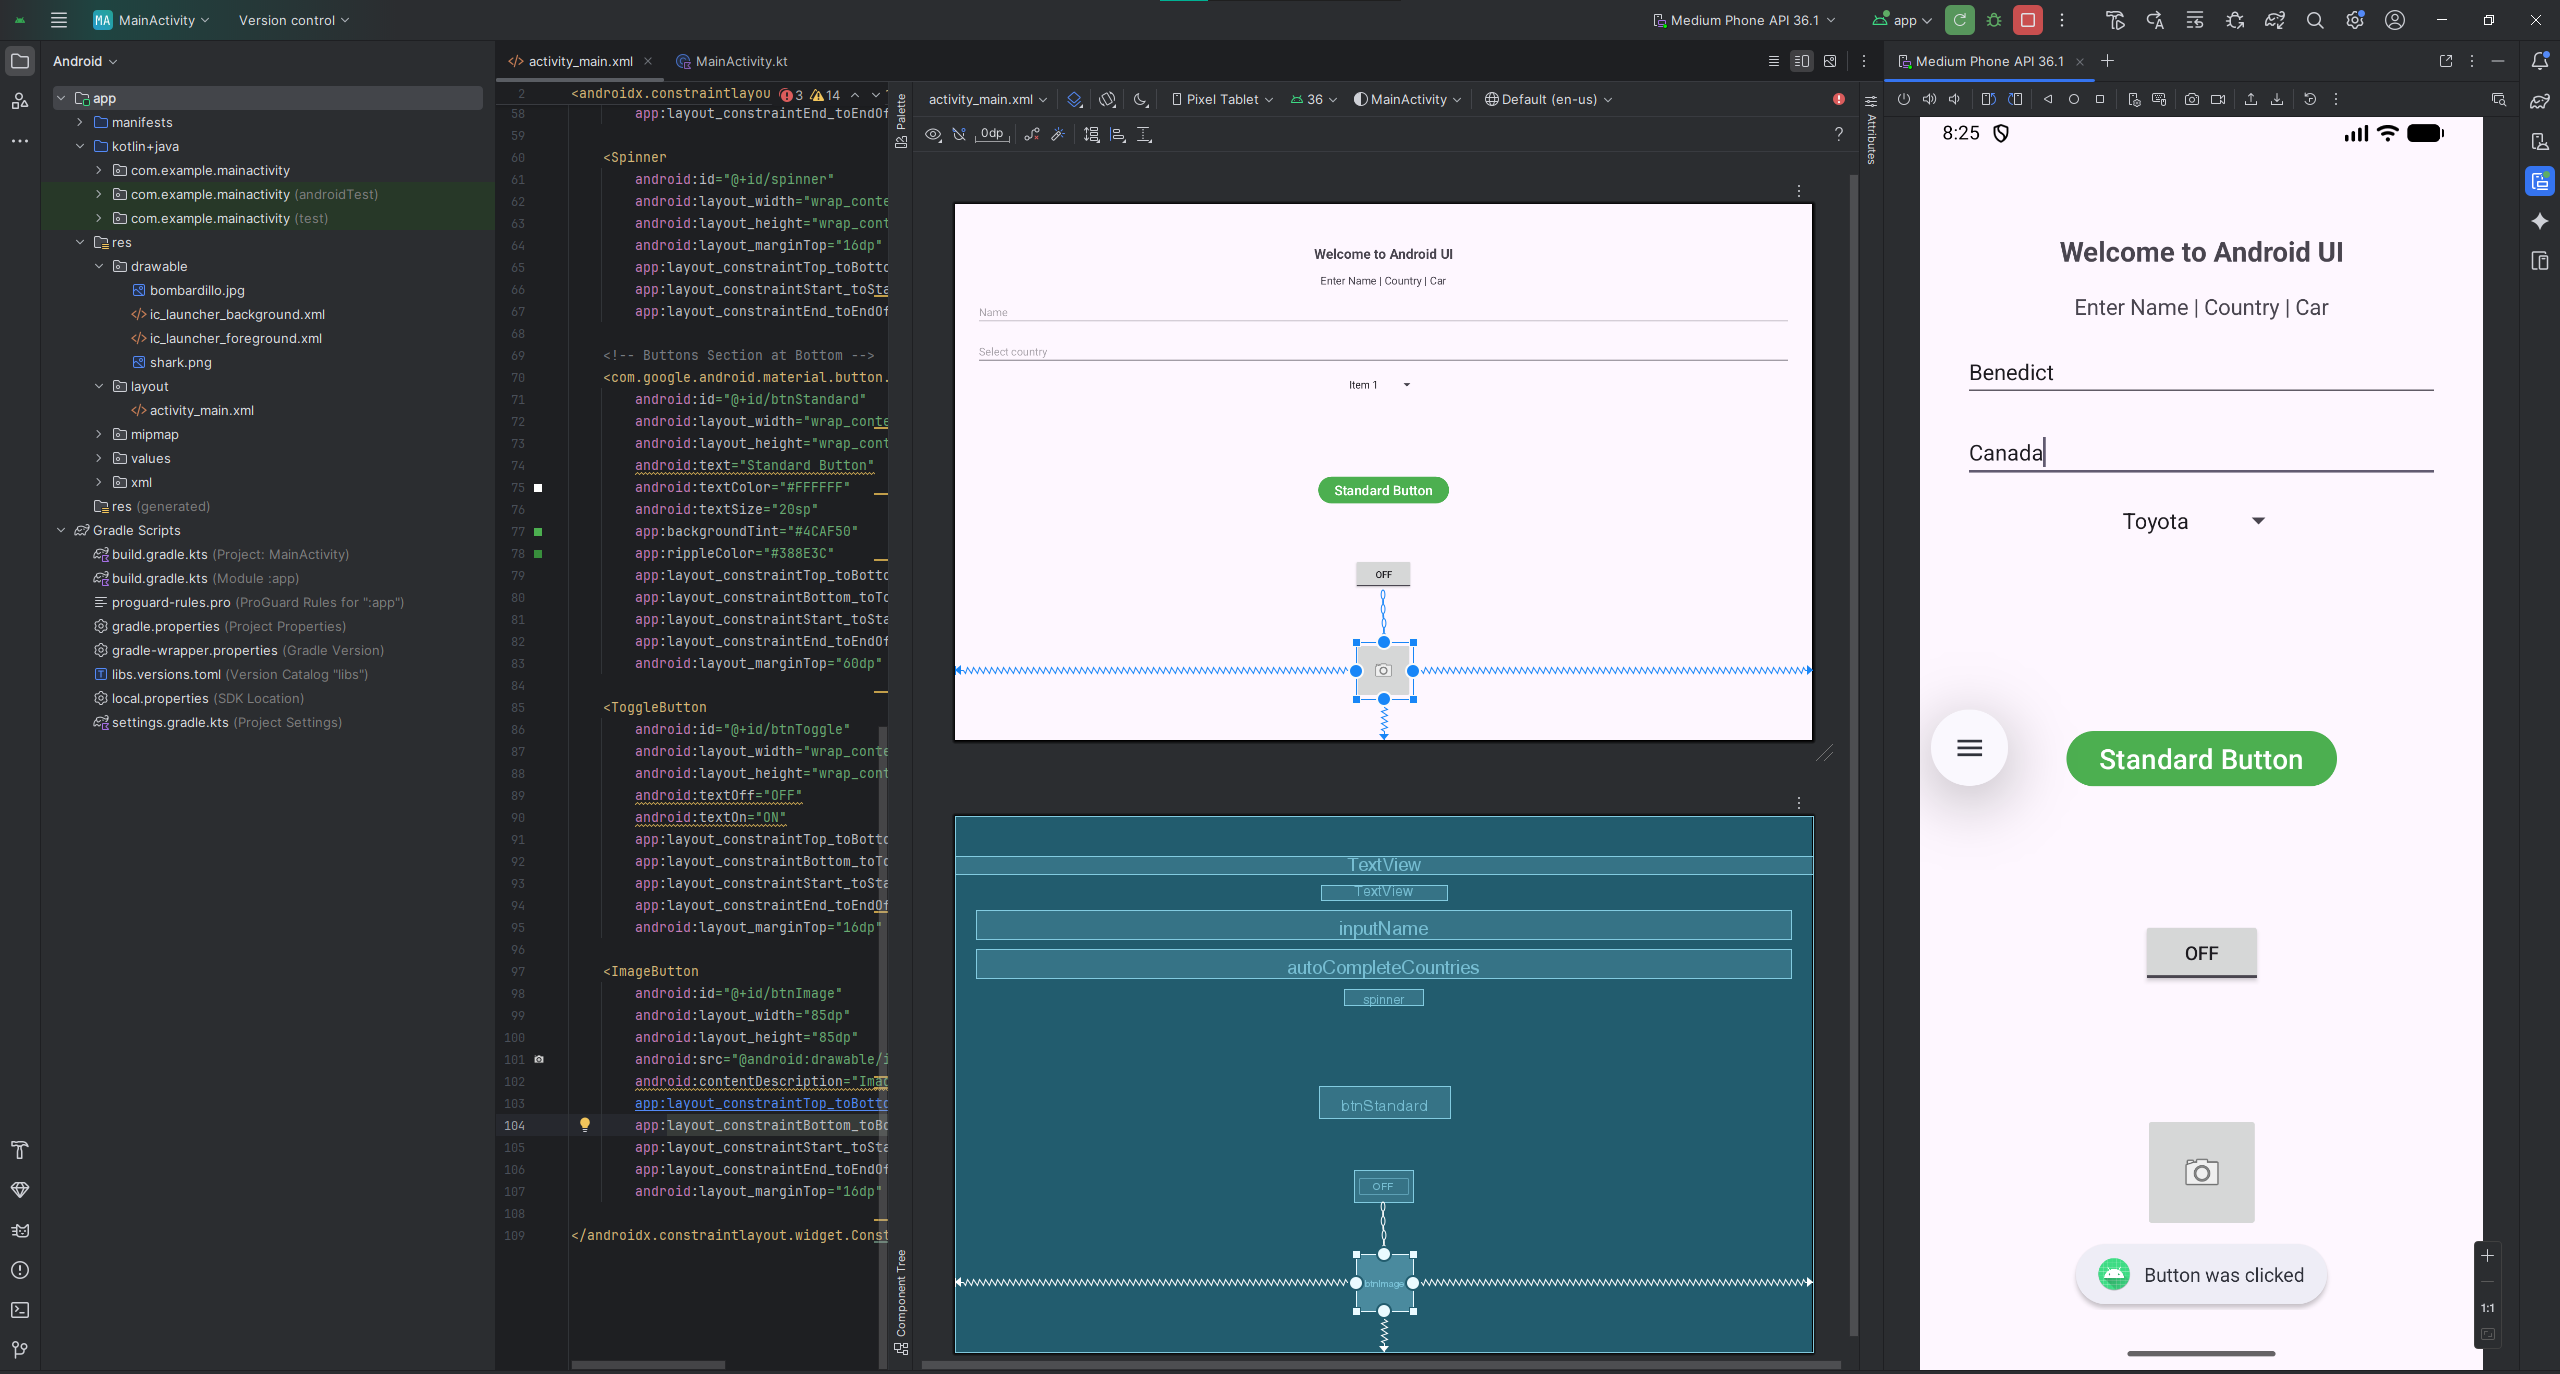 MA MainActivity
Version control
Medium Phone API 36.1
app
Android
app
manifests
kotlin+java
com.example.mainactivity
com.example.mainactivity (androidTest)
com.example.mainactivity (test)
res
drawable
bombardillo.jpg
ic_launcher_background.xml
ic_launcher_foreground.xml
shark.png
layout
activity_main.xml
mipmap
values
xml
res (generated)
Gradle Scripts
build.gradle.kts (Project: MainActivity)
build.gradle.kts (Module :app)
proguard-rules.pro (ProGuard Rules for ":app")
gradle.properties (Project Properties)
gradle-wrapper.properties (Gradle Version)
libs.versions.toml (Version Catalog "libs")
local.properties (SDK Location)
settings.gradle.kts (Project Settings)
activity_main.xml
MainActivity.kt
2 <androidx.constraintlayou 3 14
58 app:layout_constraintEnd_toEndOf
59
60 <Spinner
61 android:id="@+id/spinner"
62 android:layout_width="wrap_conte
63 android:layout_height="wrap_cont
64 android:layout_marginTop="16dp"
65 app:layout_constraintTop_toBotto
66 app:layout_constraintStart_toSta
67 app:layout_constraintEnd_toEndOf
68
69 <!-- Buttons Section at Bottom -->
70 <com.google.android.material.button.
71 android:id="@+id/btnStandard"
72 android:layout_width="wrap_conte
73 android:layout_height="wrap_cont
74 android:text="Standard Button"
75 android:textColor="#FFFFFF"
76 android:textSize="20sp"
77 app:backgroundTint="#4CAF50"
78 app:rippleColor="#388E3C"
79 app:layout_constraintTop_toBotto
80 app:layout_constraintBottom_toTo
81 app:layout_constraintStart_toSta
82 app:layout_constraintEnd_toEndOf
83 android:layout_marginTop="60dp"
84
85 <ToggleButton
86 android:id="@+id/btnToggle"
87 android:layout_width="wrap_conte
88 android:layout_height="wrap_cont
89 android:textOff="OFF"
90 android:textOn="ON"
91 app:layout_constraintTop_toBotto
92 app:layout_constraintBottom_toTo
93 app:layout_constraintStart_toSta
94 app:layout_constraintEnd_toEndOf
95 android:layout_marginTop="16dp"
96
97 <ImageButton
98 android:id="@+id/btnImage"
99 android:layout_width="85dp"
100 android:layout_height="85dp"
101 android:src="@android:drawable/i
102 android:contentDescription="Imag
103 app:layout_constraintTop_toBotto
104 app:layout_constraintBottom_toBo
105 app:layout_constraintStart_toSta
106 app:layout_constraintEnd_toEndOf
107 android:layout_marginTop="16dp"
108
109 </androidx.constraintlayout.widget.Const
Palette
Component Tree
activity_main.xml
Pixel Tablet
36
MainActivity
Default (en-us)
0dp
?
Attributes
Welcome to Android UI
Enter Name | Country | Car
Name
Select country
Item 1
Standard Button
OFF
TextView
TextView
inputName
autoCompleteCountries
spinner
btnStandard
OFF
btnImage
Medium Phone API 36.1
8:25
Welcome to Android UI
Enter Name | Country | Car
Benedict
Canada
Toyota
Standard Button
OFF
Button was clicked
1:1